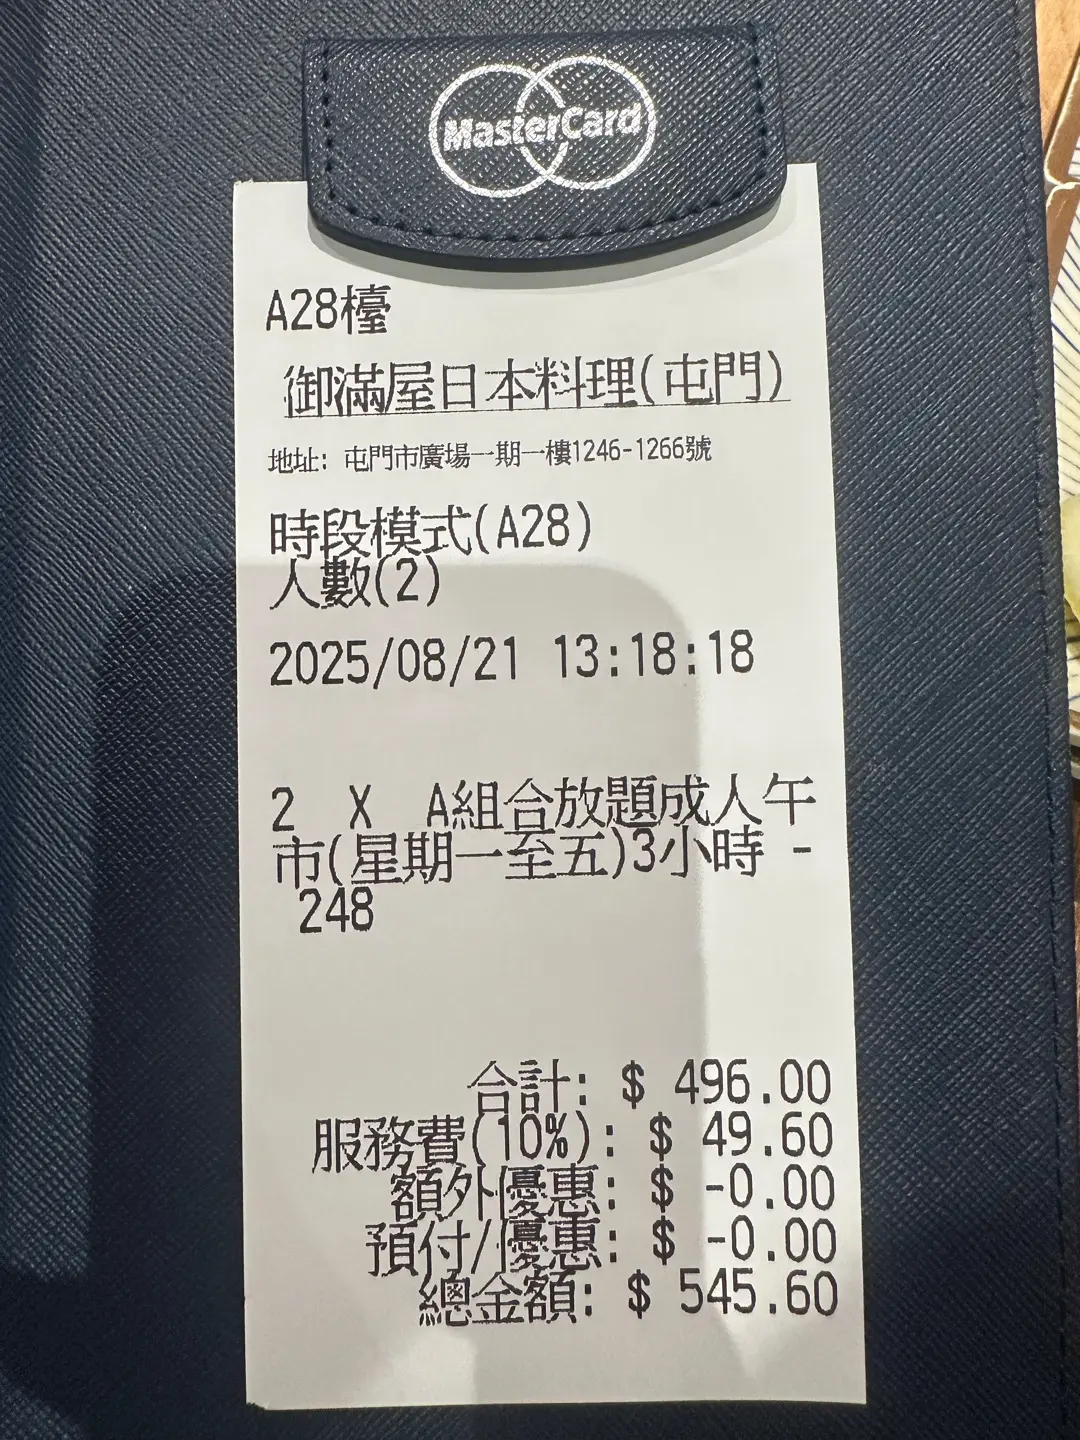 MasterCard
A28檯
御滿屋日本料理(屯門)
地址: 屯門市廣場一期一樓1246-1266號
時段模式(A28)
人數(2)
2025/08/21 13:18:18
2 X A組合放題成人午
市(星期一至五)3小時 -
248
合計: $ 496.00
服務費(10%): $ 49.60
額外優惠: $ -0.00
預付/優惠: $ -0.00
總金額: $ 545.60